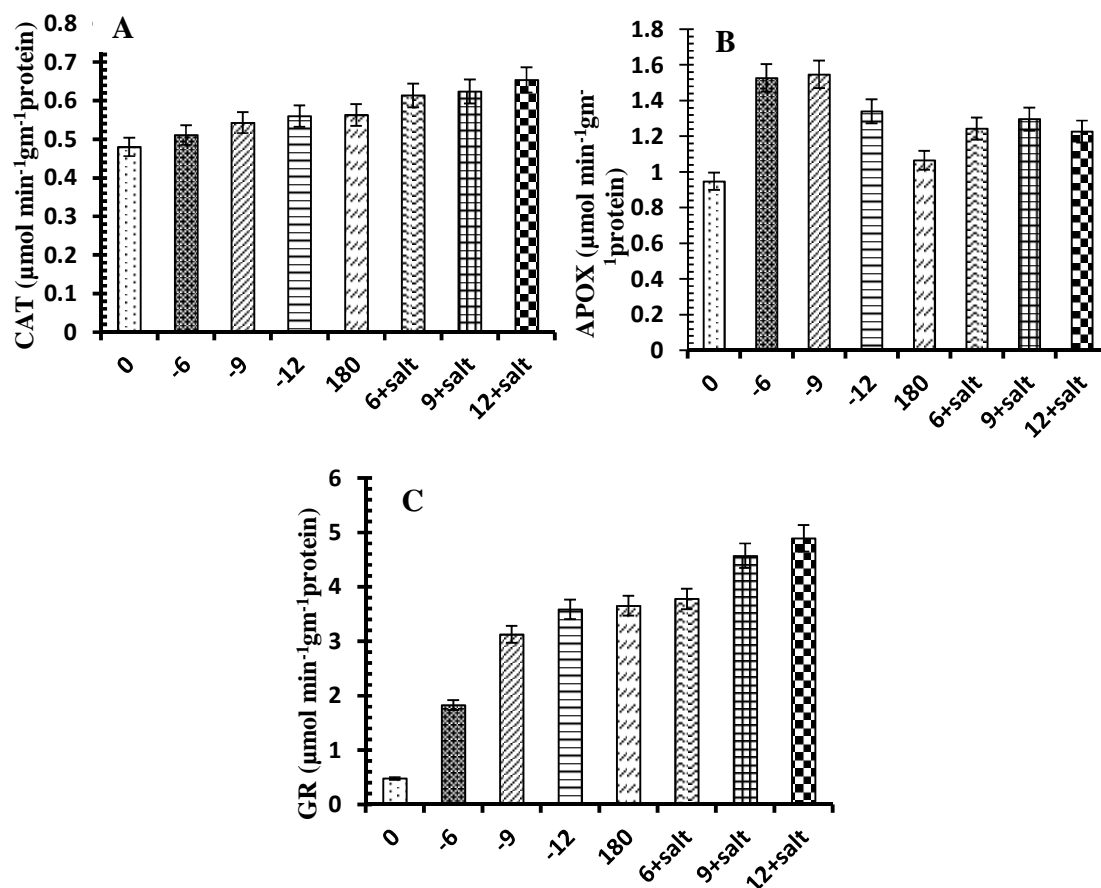 A
CAT (µmol min-1gm-1protein)
0.8
0.7
0.6
0.5
0.4
0.3
0.2
0.1
0
0 -6 -9 -12 180 6+salt 9+salt 12+salt
B
APOX (µmol min-1gm-
1protein)
1.8
1.6
1.4
1.2
1
0.8
0.6
0.4
0.2
0
0 -6 -9 -12 180 6+salt 9+salt 12+salt
C
GR (µmol min-1gm-1protein)
6
5
4
3
2
1
0
0 -6 -9 -12 180 6+salt 9+salt 12+salt